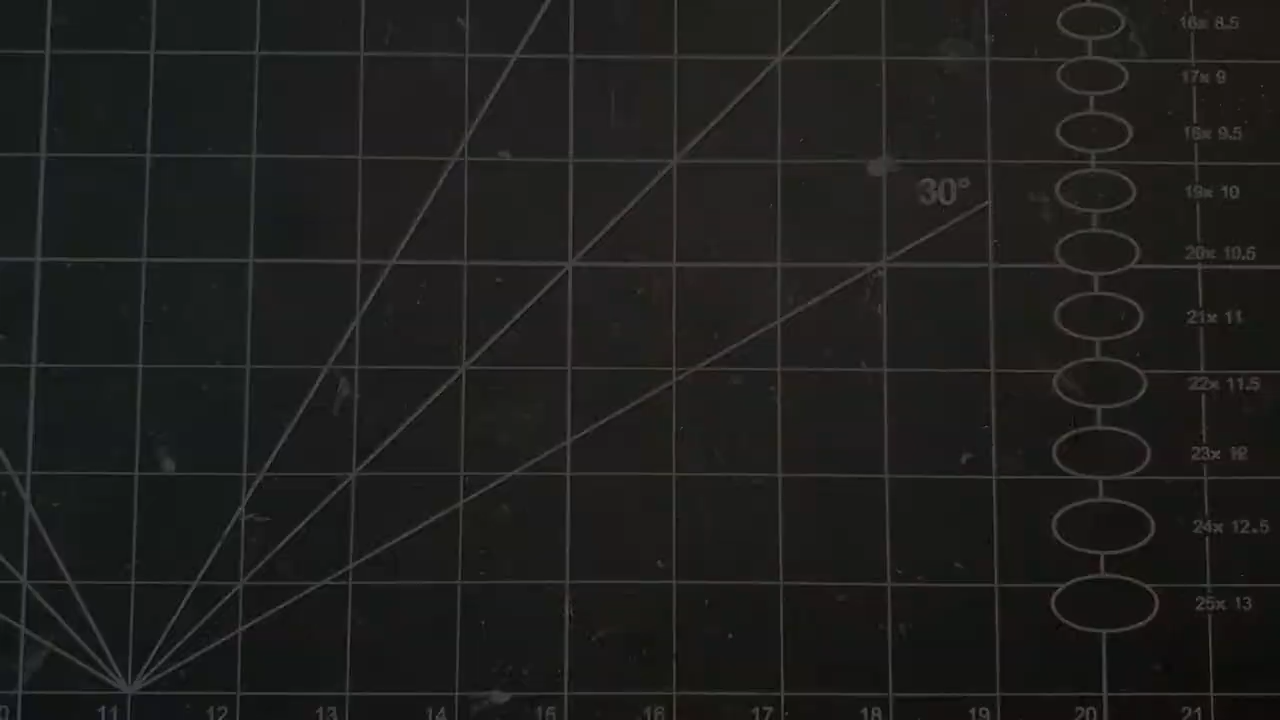 16x 8.5
17x 9
18x 9.5
30°
19x 10
20x 10.5
21x 11
22x 11.5
23x 12
24x 12.5
25x 13
11 12 13 14 15 16 17 18 19 20 21